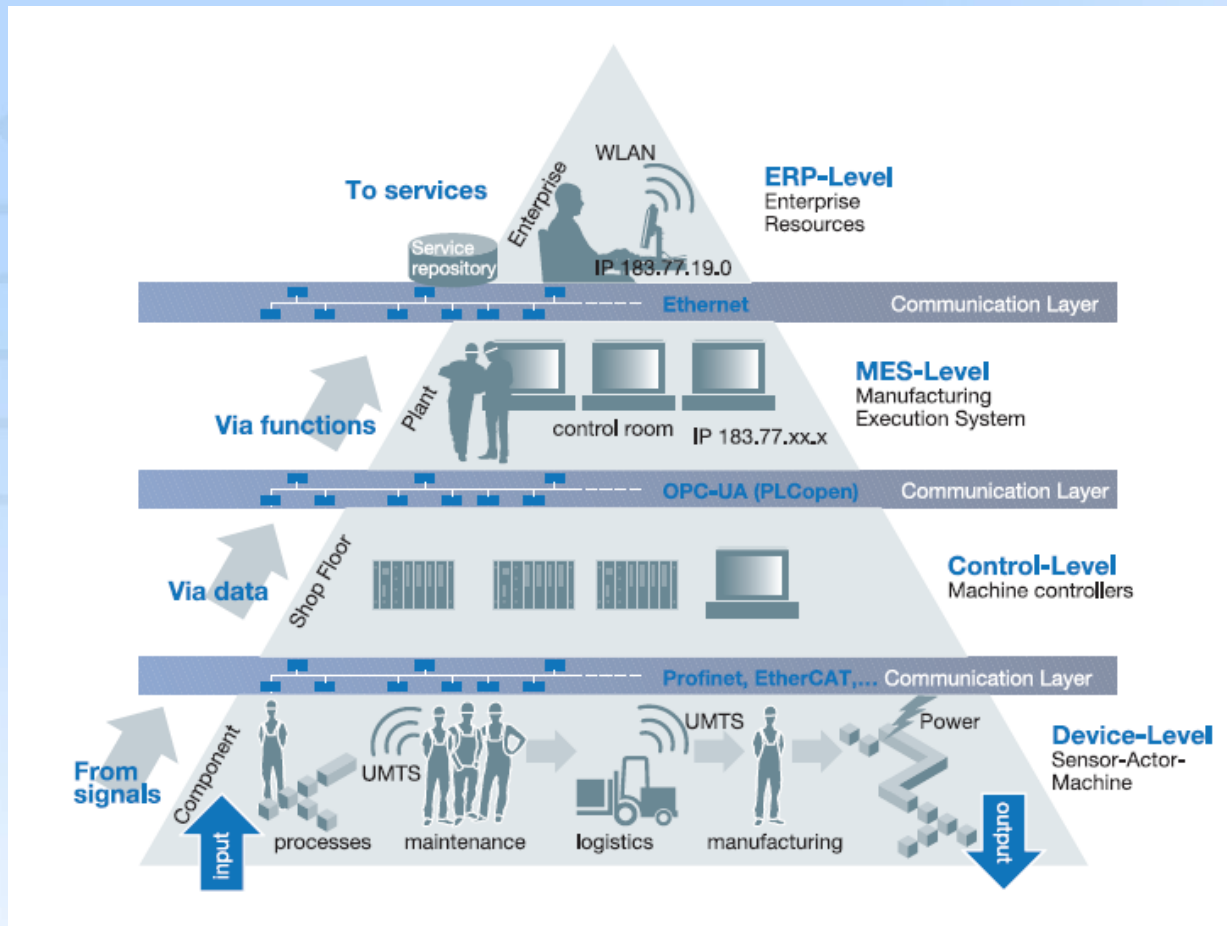 WLAN
Enterprise
To services
Service
repository
IP 183.77.19.0
ERP-Level
Enterprise
Resources
Ethernet
Communication Layer
Plant
Via functions
control room
IP 183.77.xx.x
MES-Level
Manufacturing
Execution System
OPC-UA (PLCopen)
Communication Layer
Shop Floor
Via data
Control-Level
Machine controllers
Profinet, EtherCAT,...
Communication Layer
Component
From
signals
UMTS
UMTS
Power
Device-Level
Sensor-Actor-
Machine
input
processes
maintenance
logistics
manufacturing
output